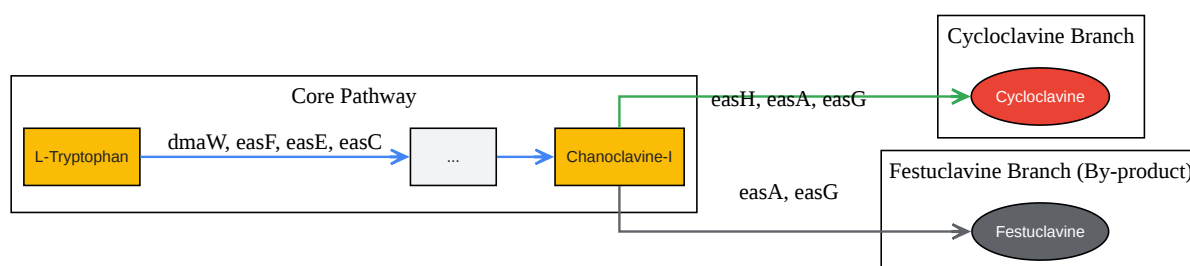 Cycloclavine Branch
Cycloclavine
easH, easA, easG
Core Pathway
L-Tryptophan
dmaW, easF, easE, easC
...
Chanoclavine-I
easA, easG
Festuclavine Branch (By-product)
Festuclavine